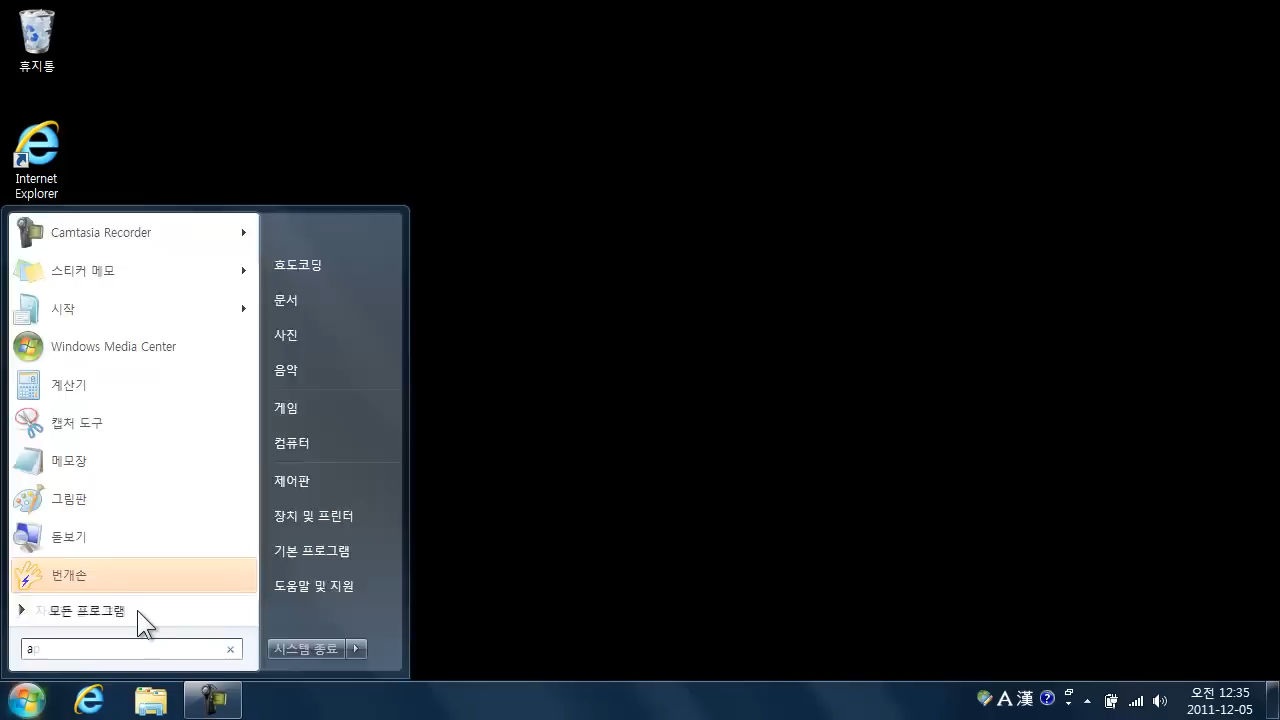 휴지통
Internet
Explorer
Camtasia Recorder
스티커 메모
시작
Windows Media Center
계산기
캡처 도구
메모장
그림판
돋보기
번개손
모든 프로그램
효도코딩
문서
사진
음악
게임
컴퓨터
제어판
장치 및 프린터
기본 프로그램
도움말 및 지원
시스템 종료
A 漢
오전 12:35
2011-12-05